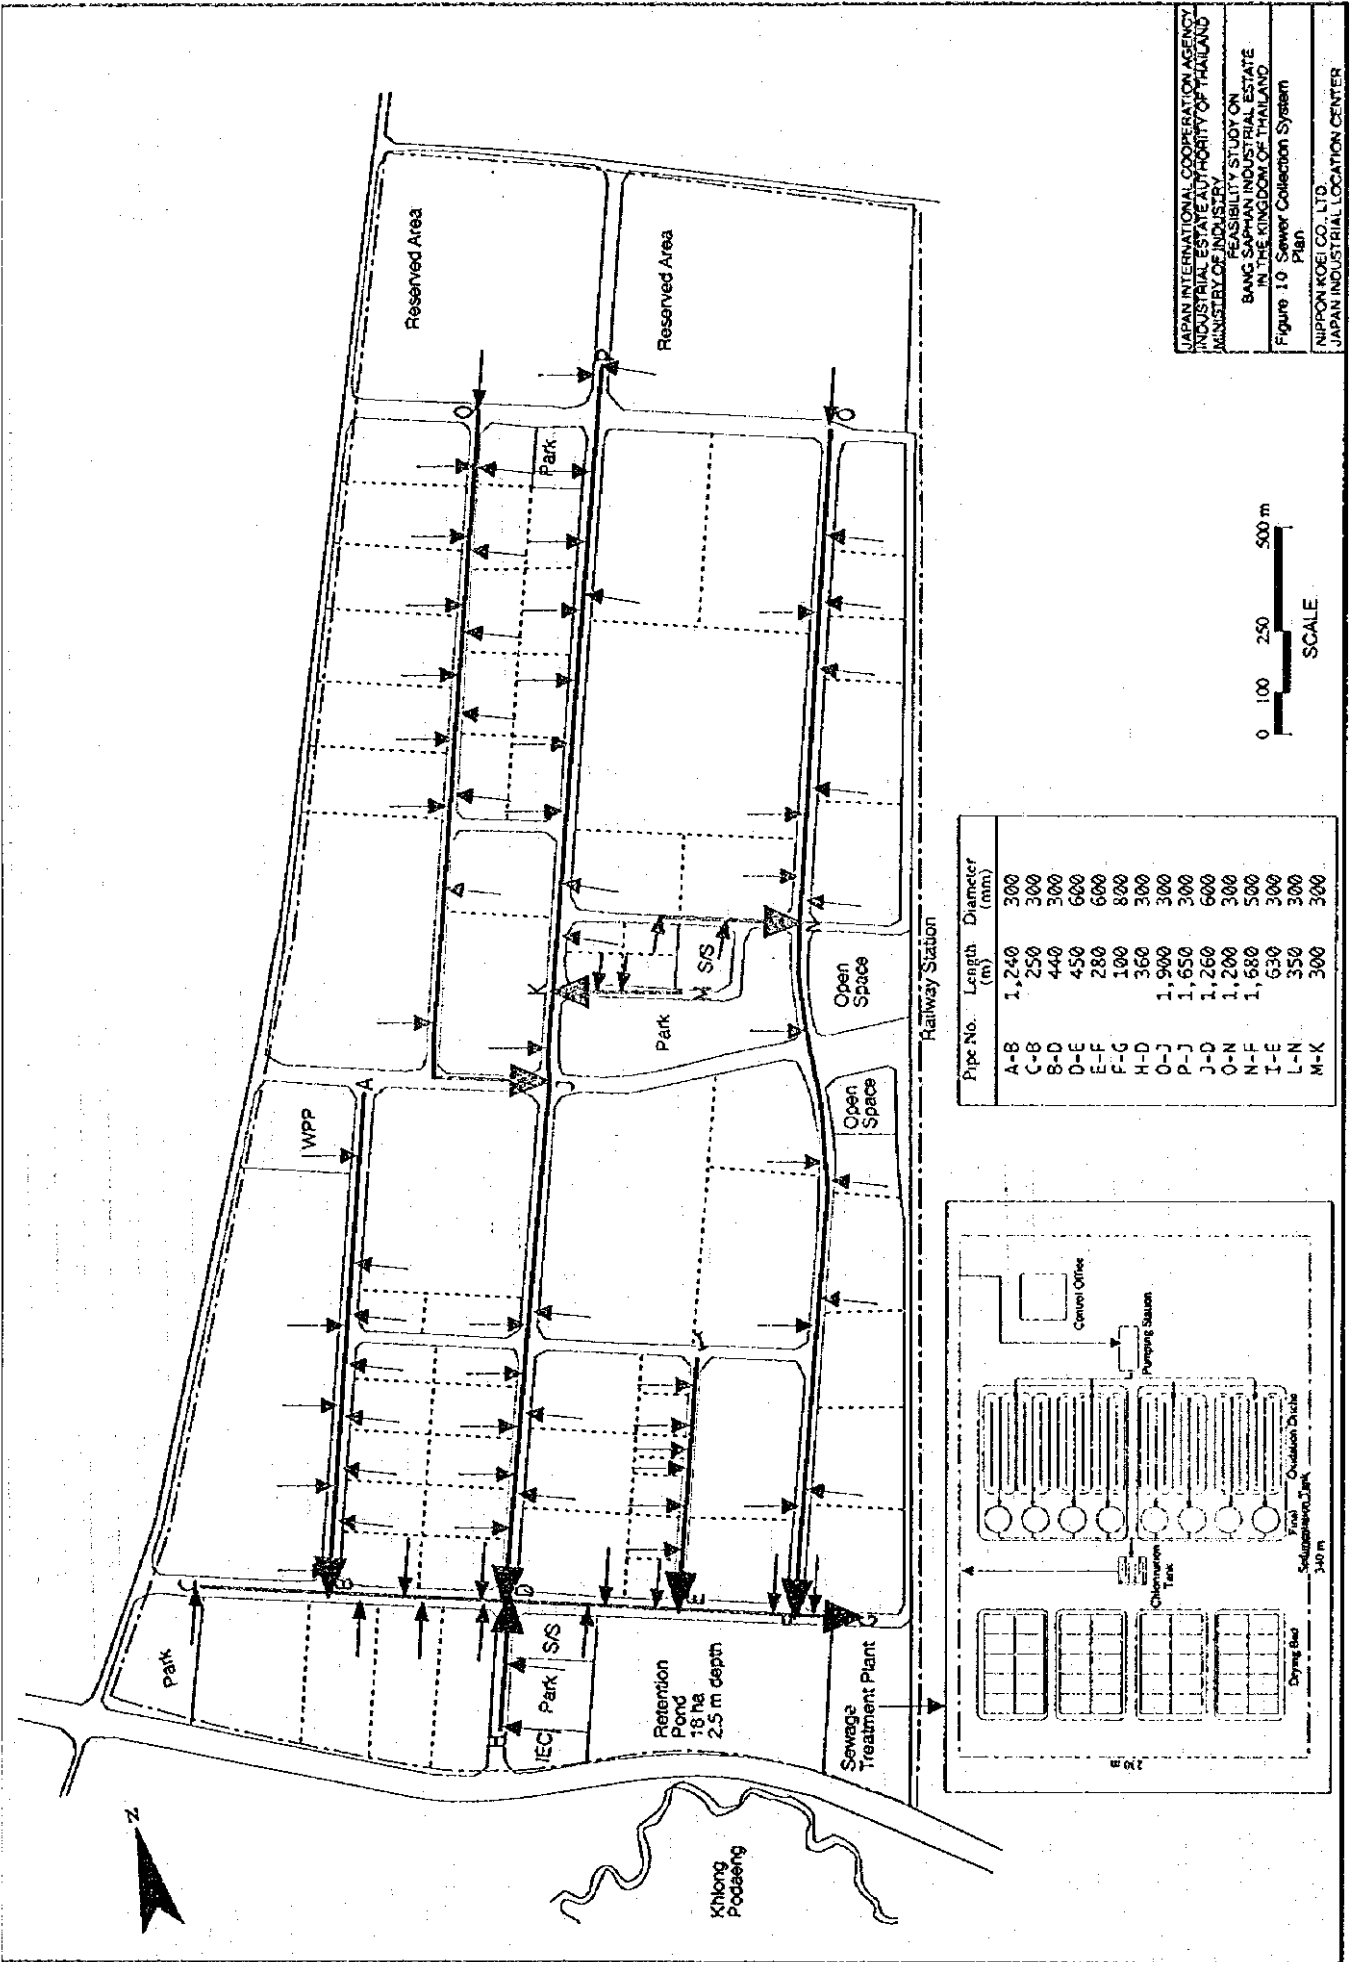 Reserved Area
Reserved Area
Q
P
O
Park
Park
S/S
K
M
N
Open
Space
Railway Station
Open
Space
A
J
WPP
I
C
B
D
E
F
G
H
Park
S/S
Park
IEC
Retention
Pond
18 ha
2.5 m depth
Sewage
Treatment Plant
Khlong
Podaeng
N
0 100 250 500 m
SCALE
Pipe No. Length Diameter
(m) (mm)
A-B 1,240 300
C-B 250 300
B-D 440 300
D-E 450 600
E-F 280 600
F-G 100 800
H-D 360 300
O-J 1,900 300
P-J 1,650 300
J-D 1,260 600
O-N 1,200 300
N-F 1,680 500
I-E 630 300
L-N 350 300
M-K 300 300
Control Office
Pumping Station
Oxidation Ditche
Final
Sedimentation Tank
Chlorination
Tank
Drying Bed
340 m
JAPAN INTERNATIONAL COOPERATION AGENCY
INDUSTRIAL ESTATE AUTHORITY OF THAILAND
MINISTRY OF INDUSTRY
FEASIBILITY STUDY ON
BANG SAPHAN INDUSTRIAL ESTATE
IN THE KINGDOM OF THAILAND
Figure 10 Sewer Collection System
Plan
NIPPON KOEI CO., LTD.
JAPAN INDUSTRIAL LOCATION CENTER